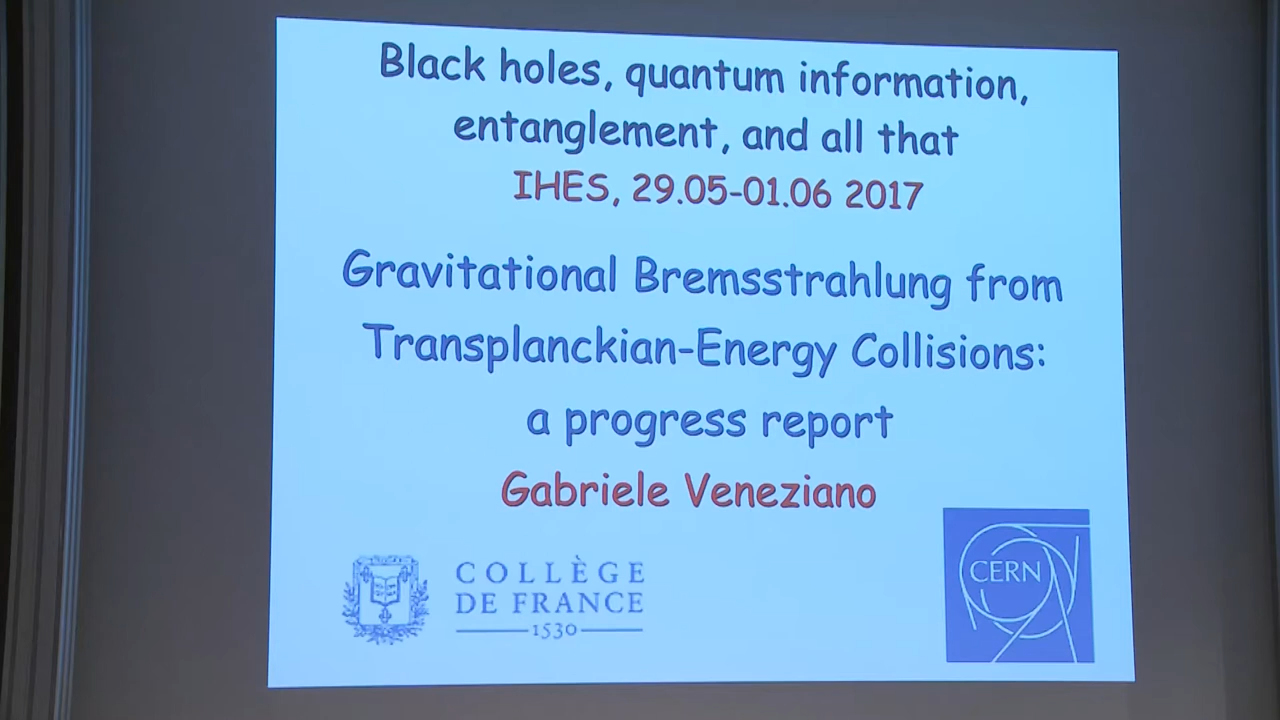 Black holes, quantum information,
entanglement, and all that
IHES, 29.05-01.06 2017
Gravitational Bremsstrahlung from
Transplanckian-Energy Collisions:
a progress report
Gabriele Veneziano
COLLÈGE
DE FRANCE
1530
CERN